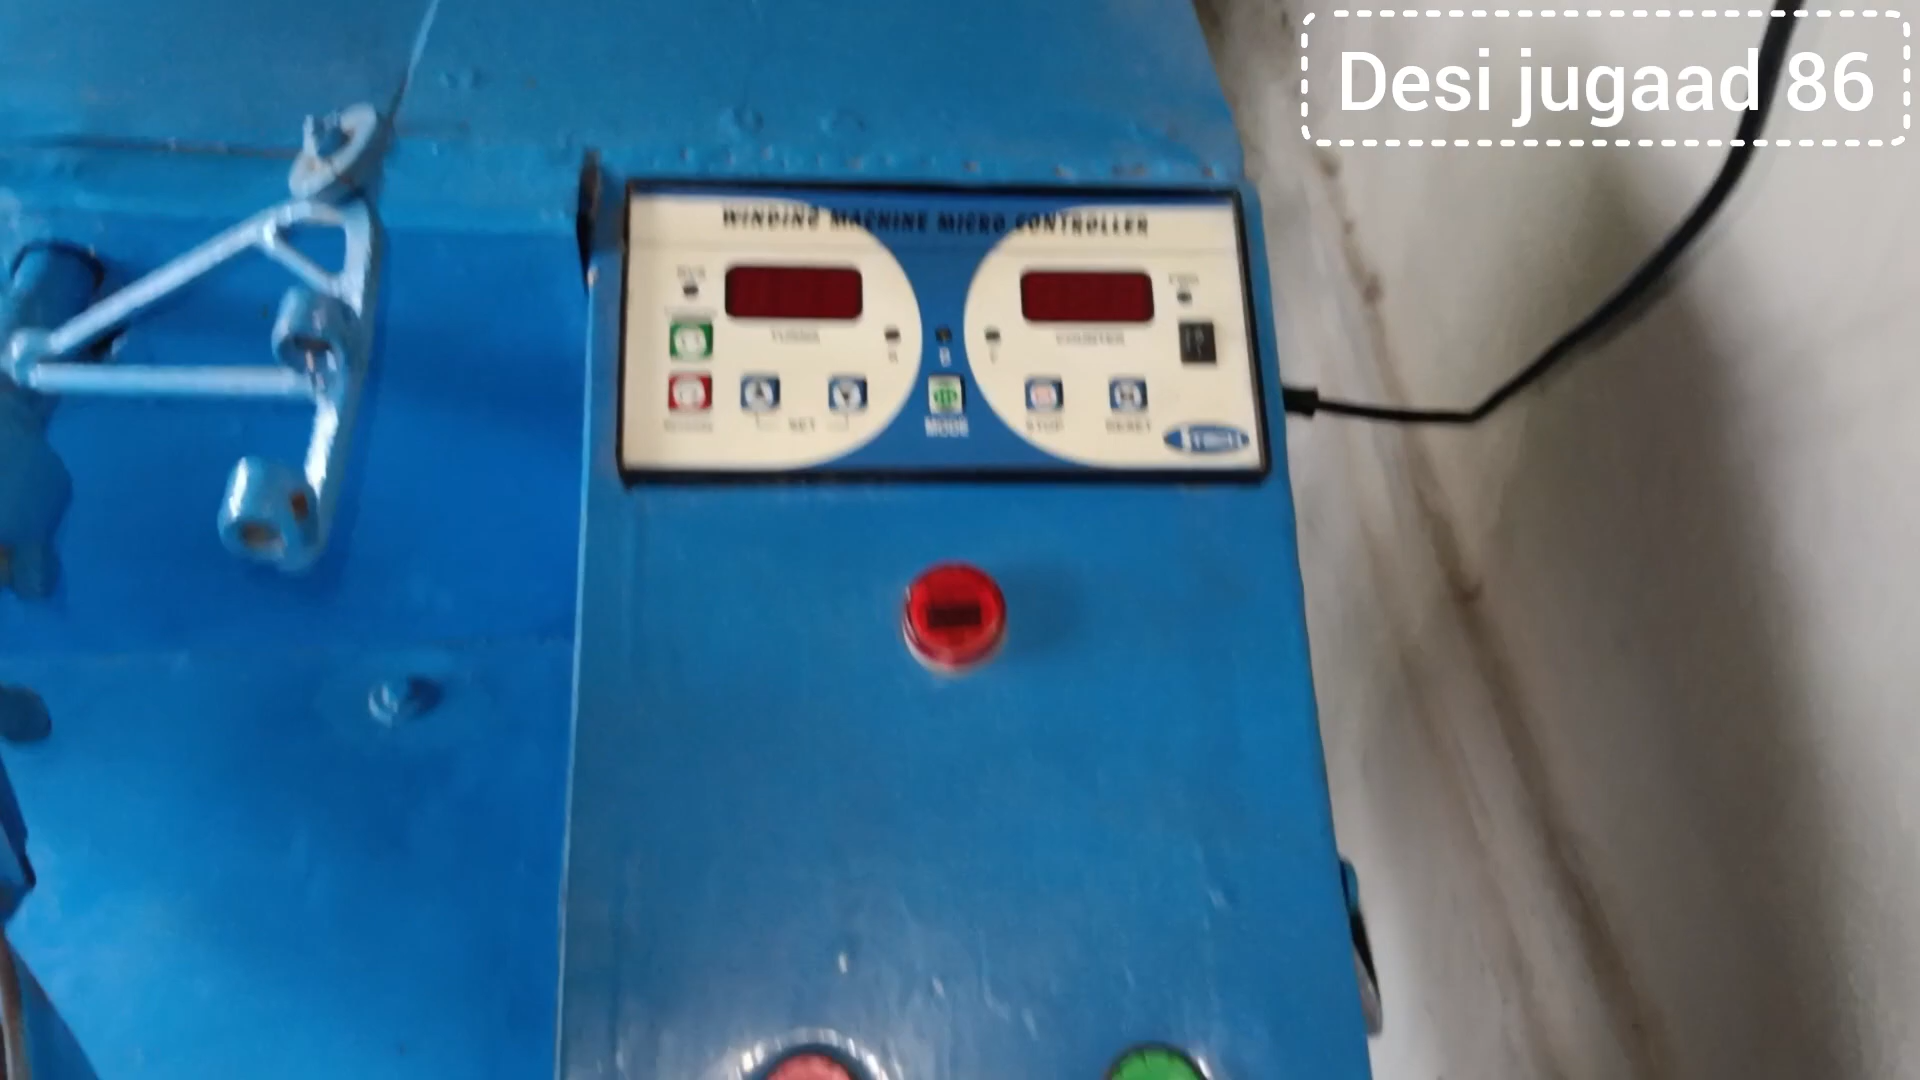 Desi jugaad 86
WINDING MACHINE MICRO CONTROLLER
TURNS
COUNTER
B
SET
MODE
STOP
RESET